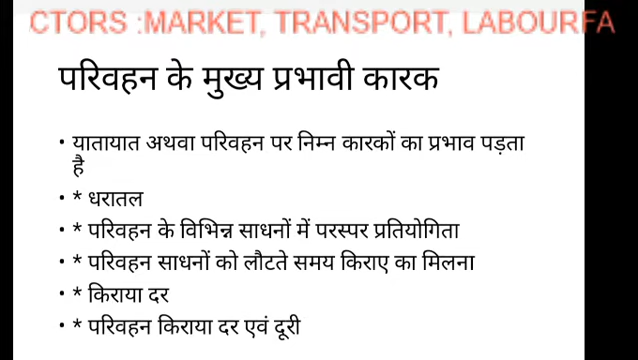 CTORS :MARKET, TRANSPORT, LABOURFA
परिवहन के मुख्य प्रभावी कारक
• यातायात अथवा परिवहन पर निम्न कारकों का प्रभाव पड़ता
है
• * धरातल
• * परिवहन के विभिन्न साधनों में परस्पर प्रतियोगिता
• * परिवहन साधनों को लौटते समय किराए का मिलना
• * किराया दर
• * परिवहन किराया दर एवं दूरी